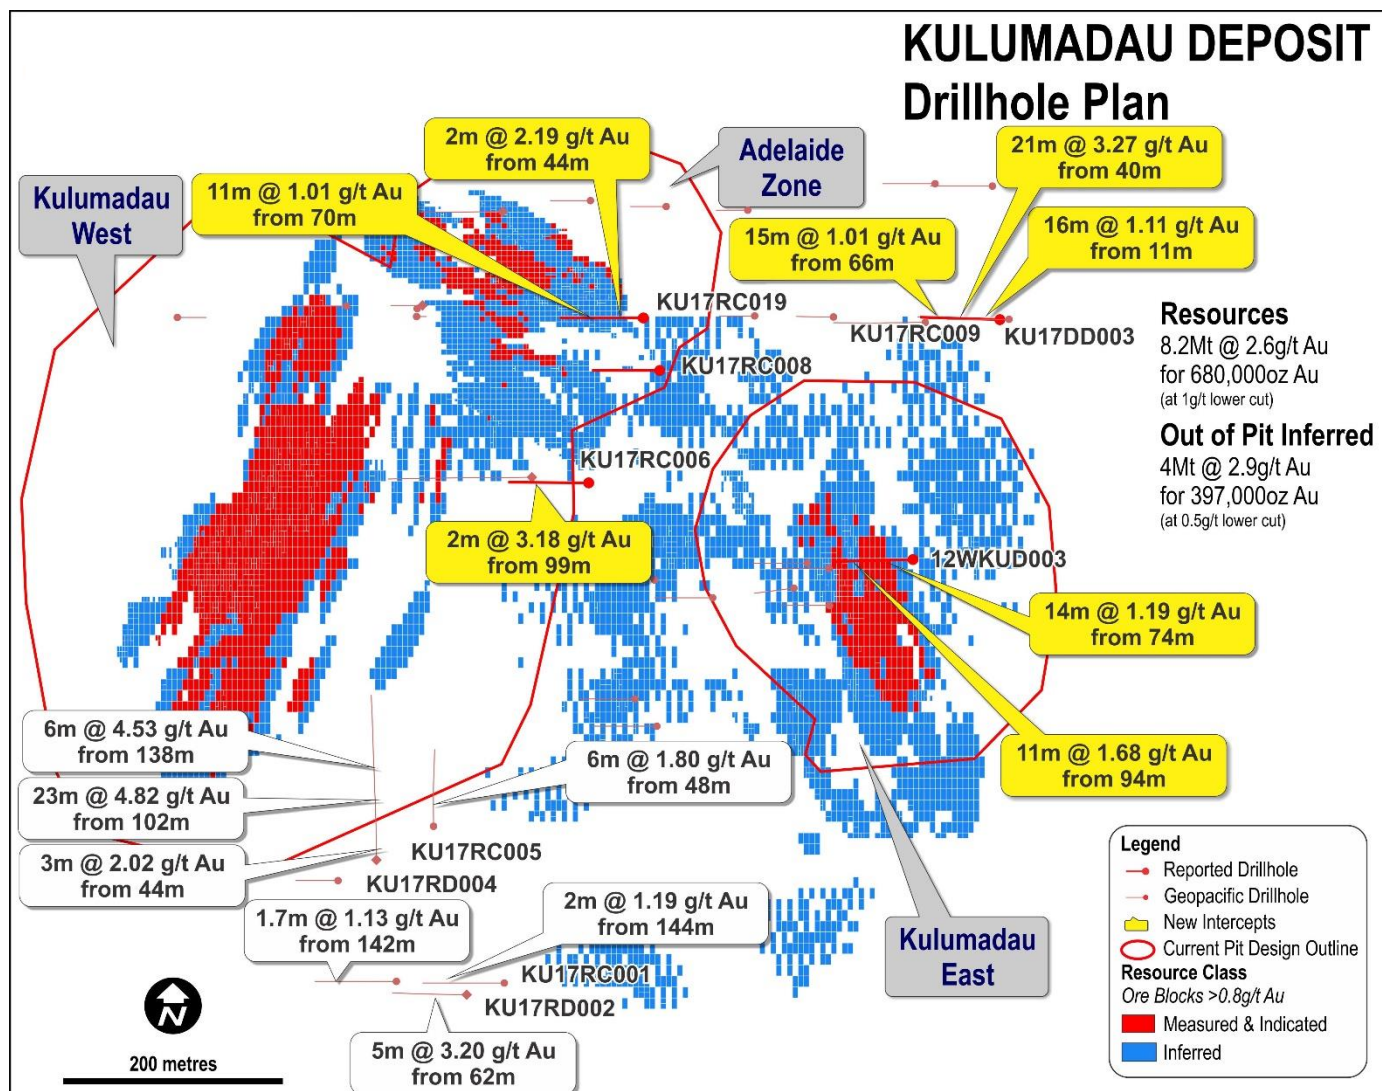 KULUMADAU DEPOSIT
Drillhole Plan
2m @ 2.19 g/t Au
from 44m
Adelaide
Zone
21m @ 3.27 g/t Au
from 40m
Kulumadau
West
11m @ 1.01 g/t Au
from 70m
15m @ 1.01 g/t Au
from 66m
16m @ 1.11 g/t Au
from 11m
KU17RC019
KU17RC009
KU17DD003
KU17RC008
Resources
8.2Mt @ 2.6g/t Au
for 680,000oz Au
(at 1g/t lower cut)
Out of Pit Inferred
4Mt @ 2.9g/t Au
for 397,000oz Au
(at 0.5g/t lower cut)
KU17RC006
2m @ 3.18 g/t Au
from 99m
12WKUD003
14m @ 1.19 g/t Au
from 74m
11m @ 1.68 g/t Au
from 94m
6m @ 4.53 g/t Au
from 138m
6m @ 1.80 g/t Au
from 48m
23m @ 4.82 g/t Au
from 102m
3m @ 2.02 g/t Au
from 44m
KU17RC005
KU17RD004
1.7m @ 1.13 g/t Au
from 142m
2m @ 1.19 g/t Au
from 144m
Kulumadau
East
KU17RC001
KU17RD002
5m @ 3.20 g/t Au
from 62m
N
200 metres
Legend
Reported Drillhole
Geopacific Drillhole
New Intercepts
Current Pit Design Outline
Resource Class
Ore Blocks >0.8g/t Au
Measured & Indicated
Inferred